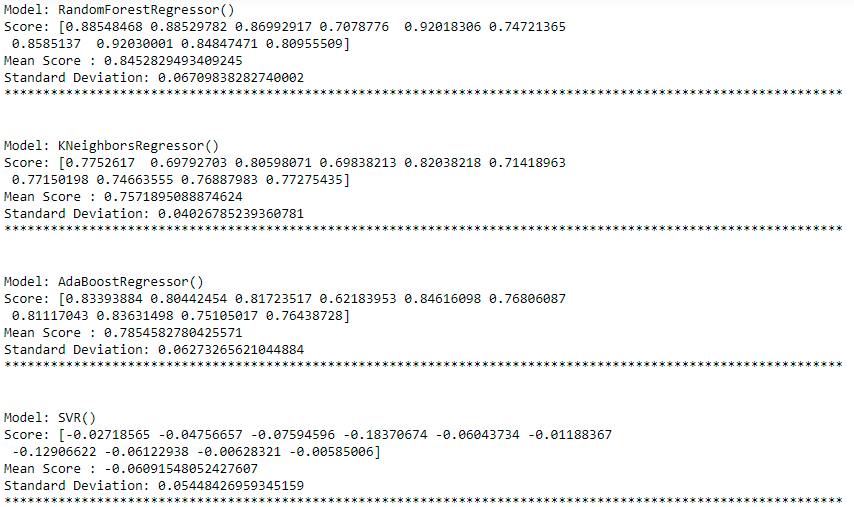 Model: RandomForestRegressor()
Score: [0.88548468 0.88529782 0.86992917 0.7078776  0.92018306 0.74721365
 0.8585137  0.92030001 0.84847471 0.80955509]
Mean Score : 0.8452829493409245
Standard Deviation: 0.06709838282740002
**************************************************************************************************************
Model: KNeighborsRegressor()
Score: [0.7752617  0.69792703 0.80598071 0.69838213 0.82038218 0.71418963
 0.77150198 0.74663555 0.76887983 0.77275435]
Mean Score : 0.7571895088874624
Standard Deviation: 0.04026785239360781
**************************************************************************************************************
Model: AdaBoostRegressor()
Score: [0.83393884 0.80442454 0.81723517 0.62183953 0.84616098 0.76806087
 0.81117043 0.83631498 0.75105017 0.76438728]
Mean Score : 0.7854582780425571
Standard Deviation: 0.06273265621044884
**************************************************************************************************************
Model: SVR()
Score: [-0.02718565 -0.04756657 -0.07594596 -0.18370674 -0.06043734 -0.01188367
 -0.12906622 -0.06122938 -0.00628321 -0.00585006]
Mean Score : -0.06091548052427607
Standard Deviation: 0.05448426959345159
**************************************************************************************************************